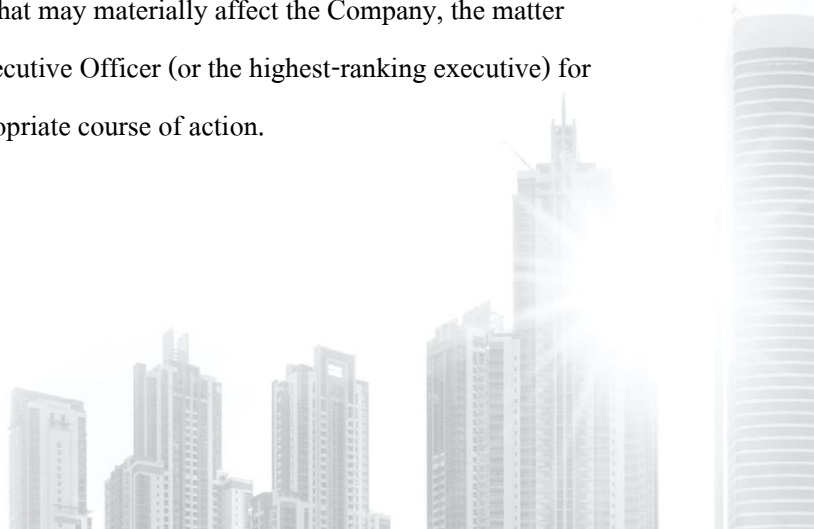 that may materially affect the Company, the matter
ecutive Officer (or the highest-ranking executive) for
opriate course of action.